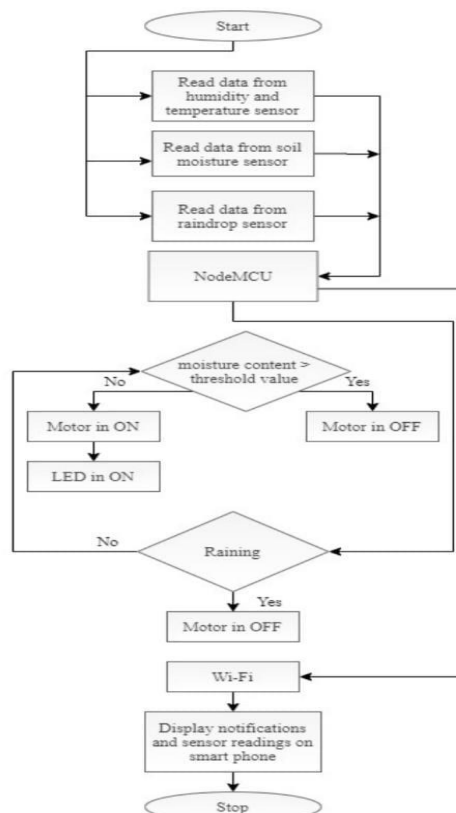 Start
Read data from
humidity and
temperature sensor
Read data from soil
moisture sensor
Read data from
raindrop sensor
NodeMCU
moisture content >
threshold value
No
Yes
Motor in ON
Motor in OFF
LED in ON
No
Raining
Yes
Motor in OFF
Wi-Fi
Display notifications
and sensor readings on
smart phone
Stop